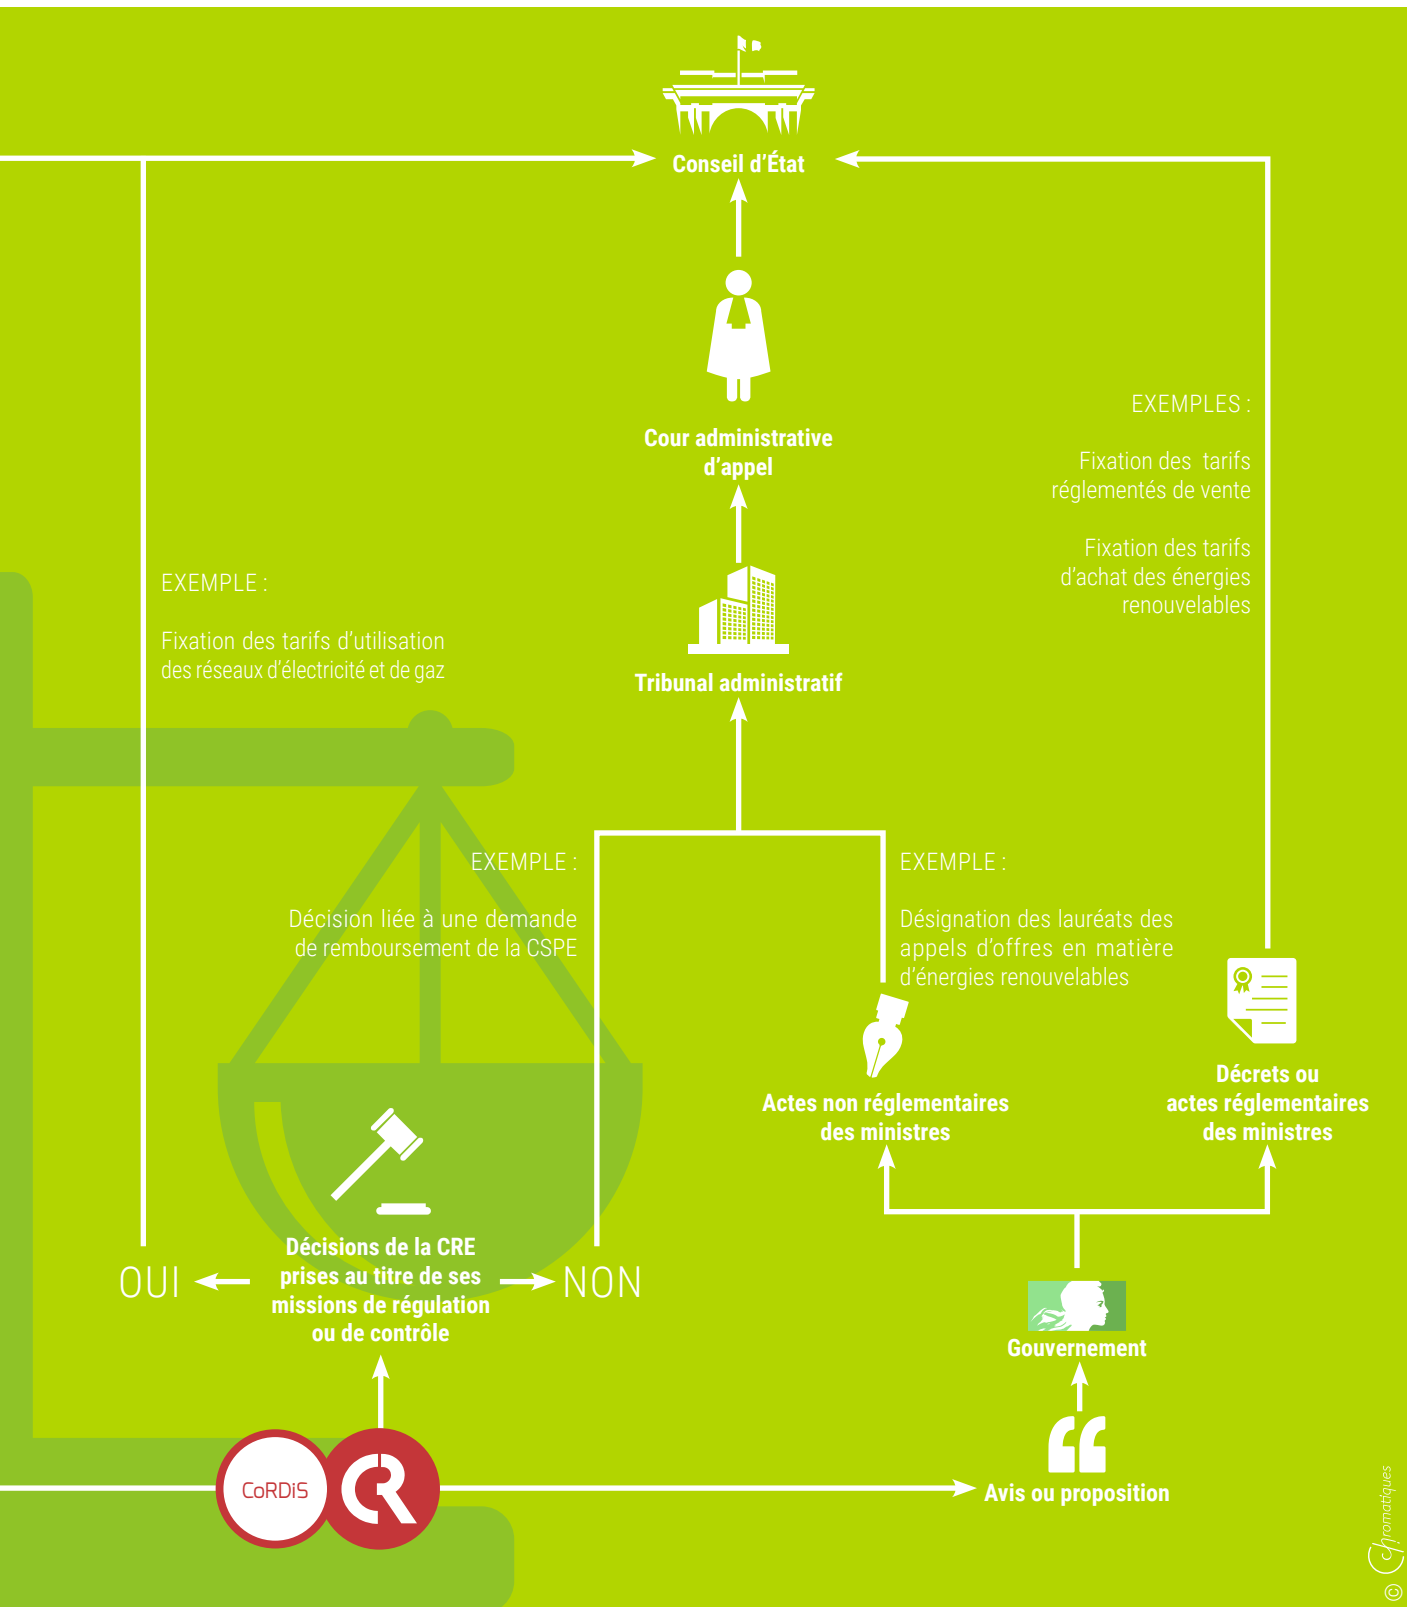 Conseil d'État
Cour administrative
d'appel
EXEMPLES :
Fixation des tarifs
réglementés de vente
Fixation des tarifs
d'achat des énergies
renouvelables
EXEMPLE :
Fixation des tarifs d'utilisation
des réseaux d'électricité et de gaz
Tribunal administratif
EXEMPLE :
Décision liée à une demande
de remboursement de la CSPE
EXEMPLE :
Désignation des lauréats des
appels d'offres en matière
d'énergies renouvelables
Actes non réglementaires
des ministres
Décrets ou
actes réglementaires
des ministres
OUI
Décisions de la CRE
prises au titre de ses
missions de régulation
ou de contrôle
NON
Gouvernement
CoRDiS
CR
Avis ou proposition
© Chromatiques